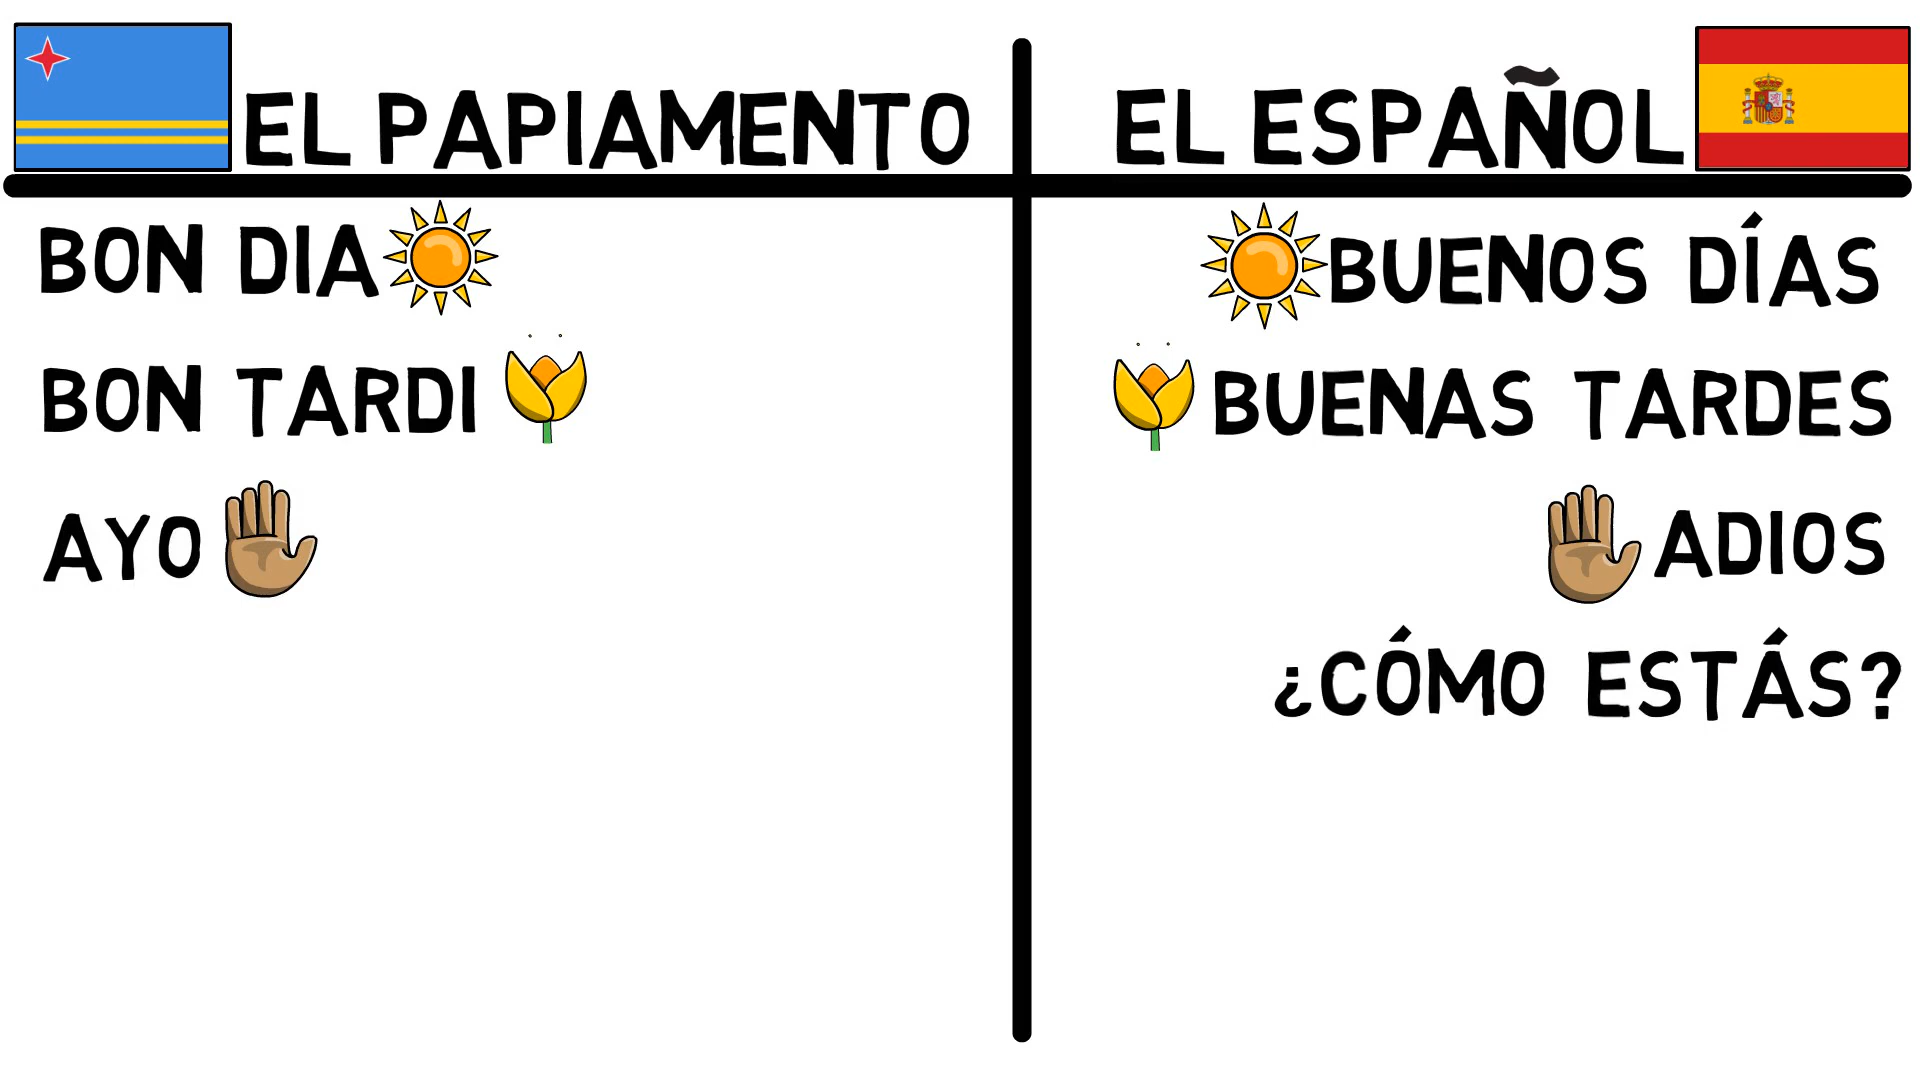 EL PAPIAMENTO
EL ESPAÑOL
BON DIA
BUENOS DÍAS
BON TARDI
BUENAS TARDES
AYO
ADIOS
¿CÓMO ESTÁS?